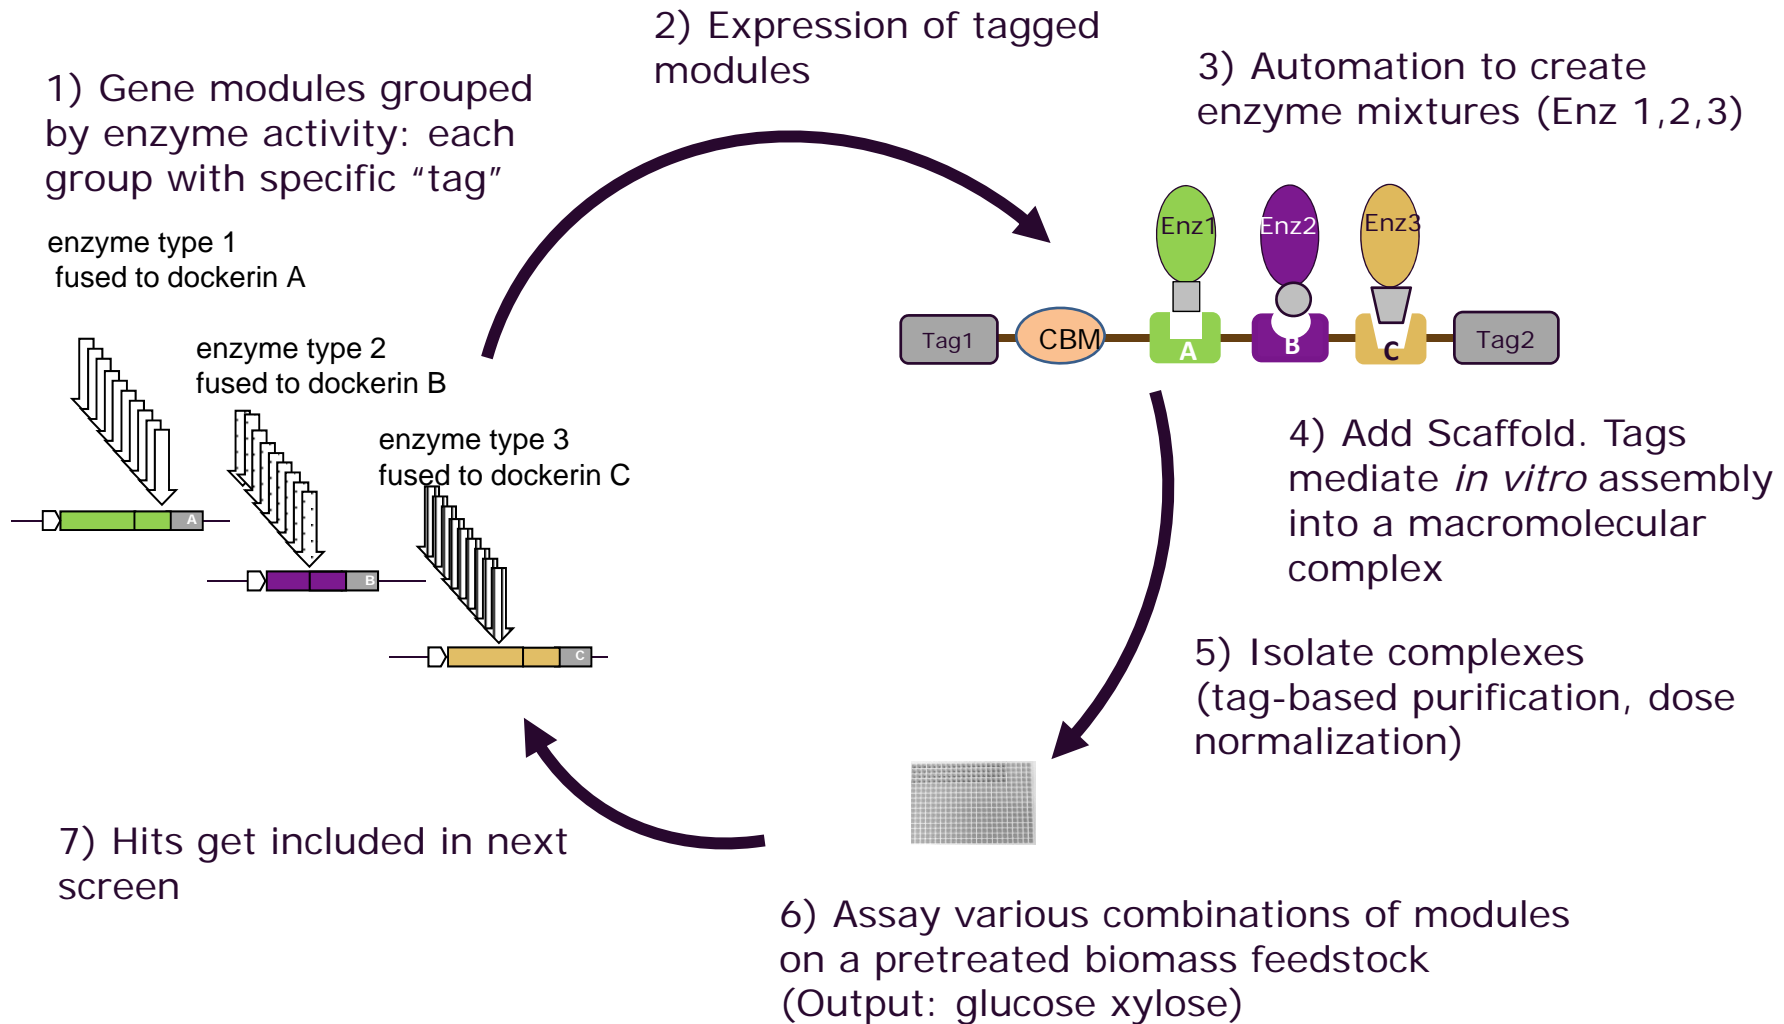 2) Expression of tagged
modules
3) Automation to create
enzyme mixtures (Enz 1,2,3)
1) Gene modules grouped
by enzyme activity: each
group with specific “tag”
enzyme type 1
fused to dockerin A
enzyme type 2
fused to dockerin B
enzyme type 3
fused to dockerin C
A
B
C
Enz1
Enz2
Enz3
Tag1
CBM
A
B
C
Tag2
4) Add Scaffold. Tags
mediate in vitro assembly
into a macromolecular
complex
5) Isolate complexes
(tag-based purification, dose
normalization)
6) Assay various combinations of modules
on a pretreated biomass feedstock
(Output: glucose xylose)
7) Hits get included in next
screen